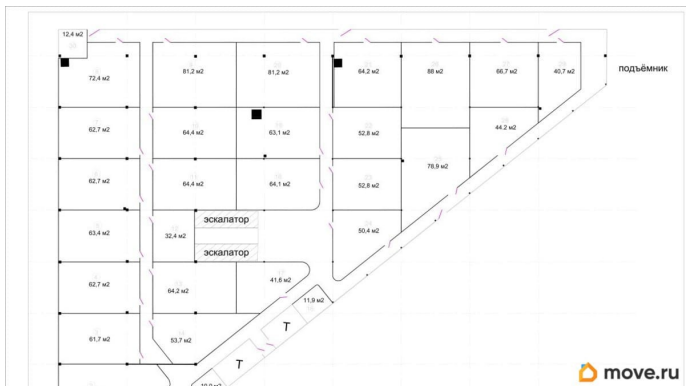 12,4 м2
72,4 м2
81,2 м2
81,2 м2
64,2 м2
88 м2
66,7 м2
40,7 м2
подъёмник
62,7 м2
64,4 м2
63,1 м2
52,8 м2
44,2 м2
78,9 м2
62,7 м2
64,4 м2
64,1 м2
52,8 м2
63,4 м2
32,4 м2
эскалатор
эскалатор
50,4 м2
62,7 м2
64,2 м2
41,6 м2
11,9 м2
61,7 м2
53,7 м2
Т
Т
move.ru